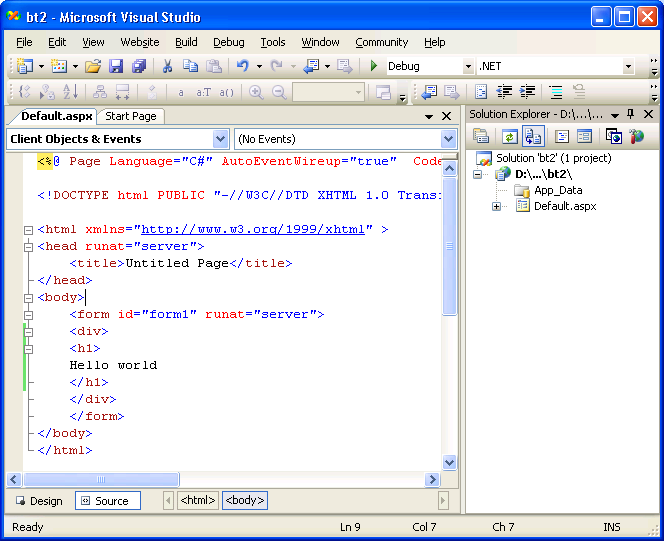 bt2 - Microsoft Visual Studio
File Edit View Website Build Debug Tools Window Community Help
Debug .NET
a a:T a()
Default.aspx Start Page
Client Objects & Events (No Events)
<%@ Page Language="C#" AutoEventWireup="true" Code
<!DOCTYPE html PUBLIC "-//W3C//DTD XHTML 1.0 Trans
<html xmlns="http://www.w3.org/1999/xhtml" >
<head runat="server">
<title>Untitled Page</title>
</head>
<body>
<form id="form1" runat="server">
<div>
<h1>
Hello world
</h1>
</div>
</form>
</body>
</html>
Design Source <html> <body>
Solution Explorer - D:\...\...
Solution 'bt2' (1 project)
D:\...\bt2\
App_Data
Default.aspx
Ready Ln 9 Col 7 Ch 7 INS